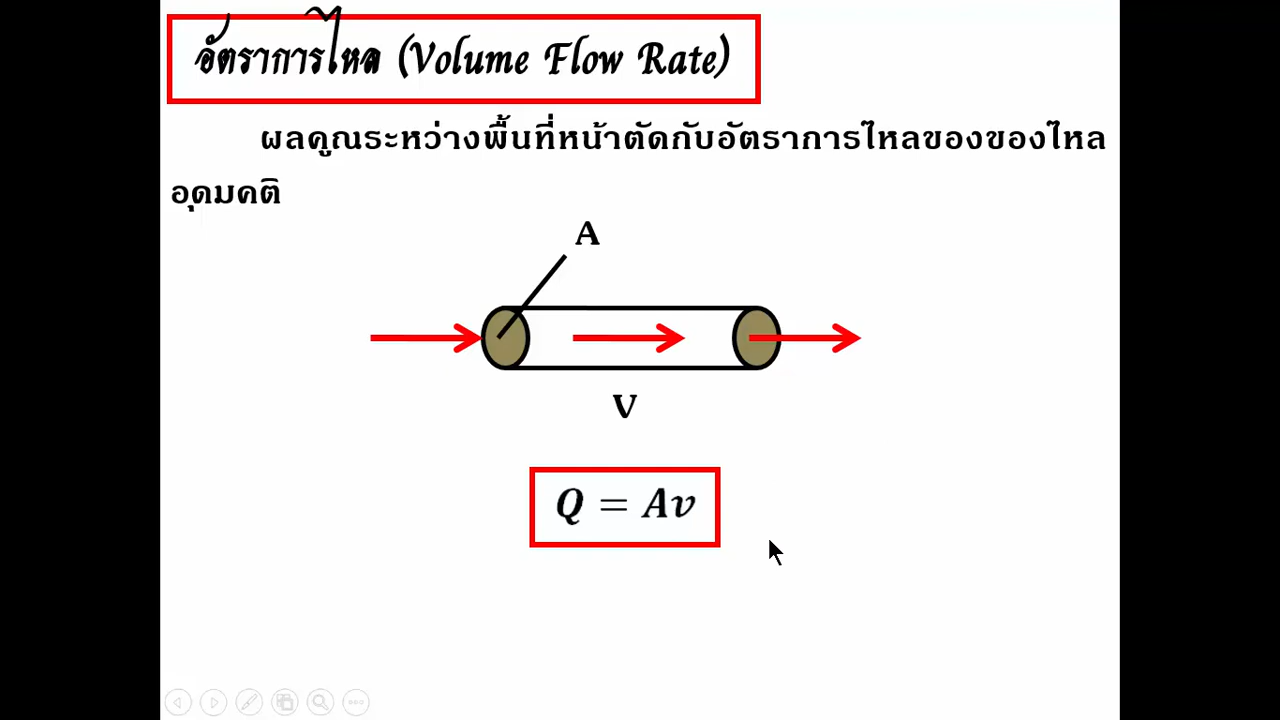 อัตราการไหล (Volume Flow Rate)
ผลคูณระหว่างพื้นที่หน้าตัดกับอัตราการไหลของของไหล
อุดมคติ
A
V
Q = Av